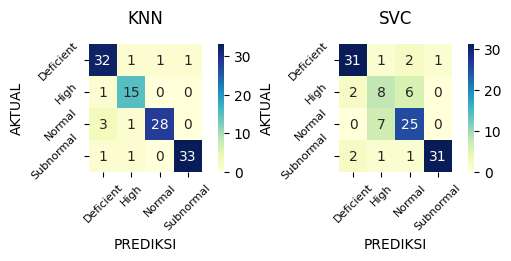 KNN
AKTUAL
Deficient
High
Normal
Subnormal
32 1 1 1
1 15 0 0
3 1 28 0
1 1 0 33
Deficient High Normal Subnormal
PREDIKSI
30
20
10
0
SVC
AKTUAL
Deficient
High
Normal
Subnormal
31 1 2 1
2 8 6 0
0 7 25 0
2 1 1 31
Deficient High Normal Subnormal
PREDIKSI
30
20
10
0